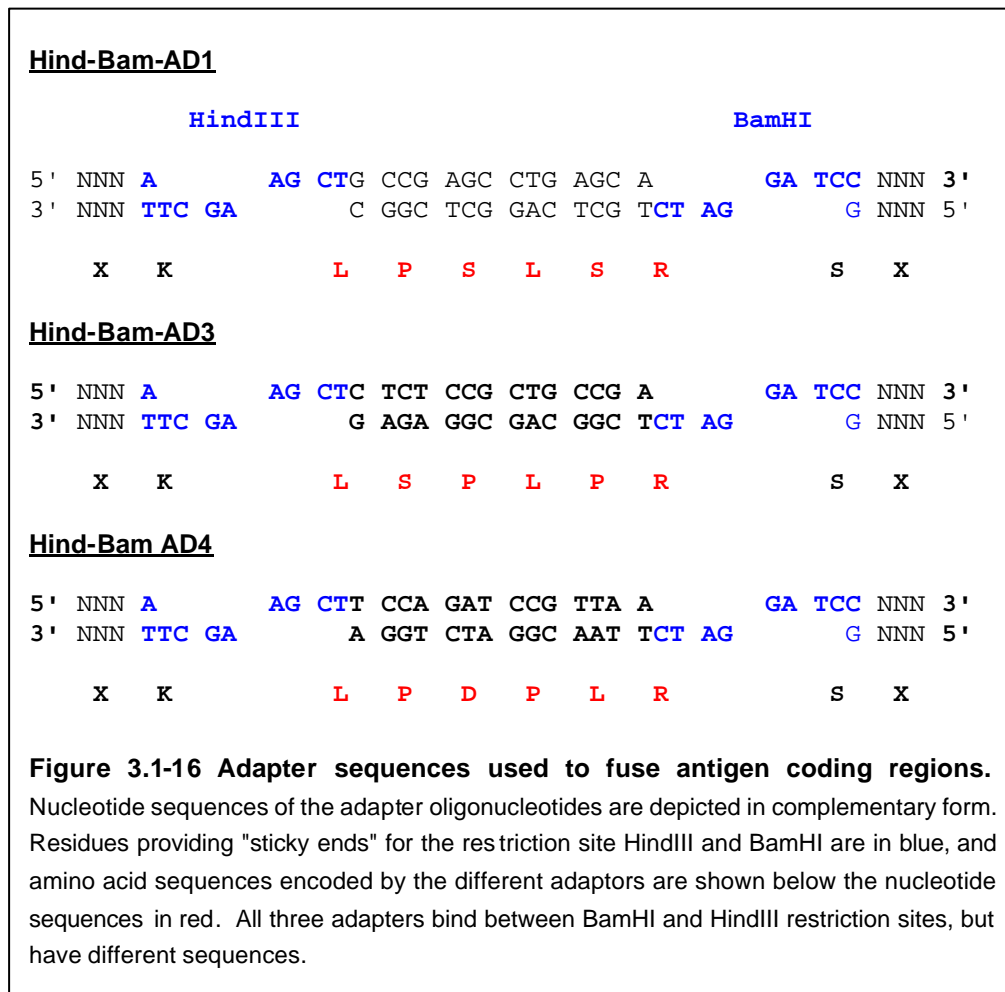 Hind-Bam-AD1
HindIII BamHI
5' NNN A AG CTG CCG AGC CTG AGC A GA TCC NNN 3'
3' NNN TTC GA C GGC TCG GAC TCG TCT AG G NNN 5'
X K L P S L S R S X
Hind-Bam-AD3
5' NNN A AG CTC TCT CCG CTG CCG A GA TCC NNN 3'
3' NNN TTC GA G AGA GGC GAC GGC TCT AG G NNN 5'
X K L S P L P R S X
Hind-Bam AD4
5' NNN A AG CTT CCA GAT CCG TTA A GA TCC NNN 3'
3' NNN TTC GA A GGT CTA GGC AAT TCT AG G NNN 5'
X K L P D P L R S X
Figure 3.1-16 Adapter sequences used to fuse antigen coding regions.
Nucleotide sequences of the adapter oligonucleotides are depicted in complementary form.
Residues providing "sticky ends" for the res triction site HindIII and BamHI are in blue, and
amino acid sequences encoded by the different adaptors are shown below the nucleotide
sequences in red. All three adapters bind between BamHI and HindIII restriction sites, but
have different sequences.